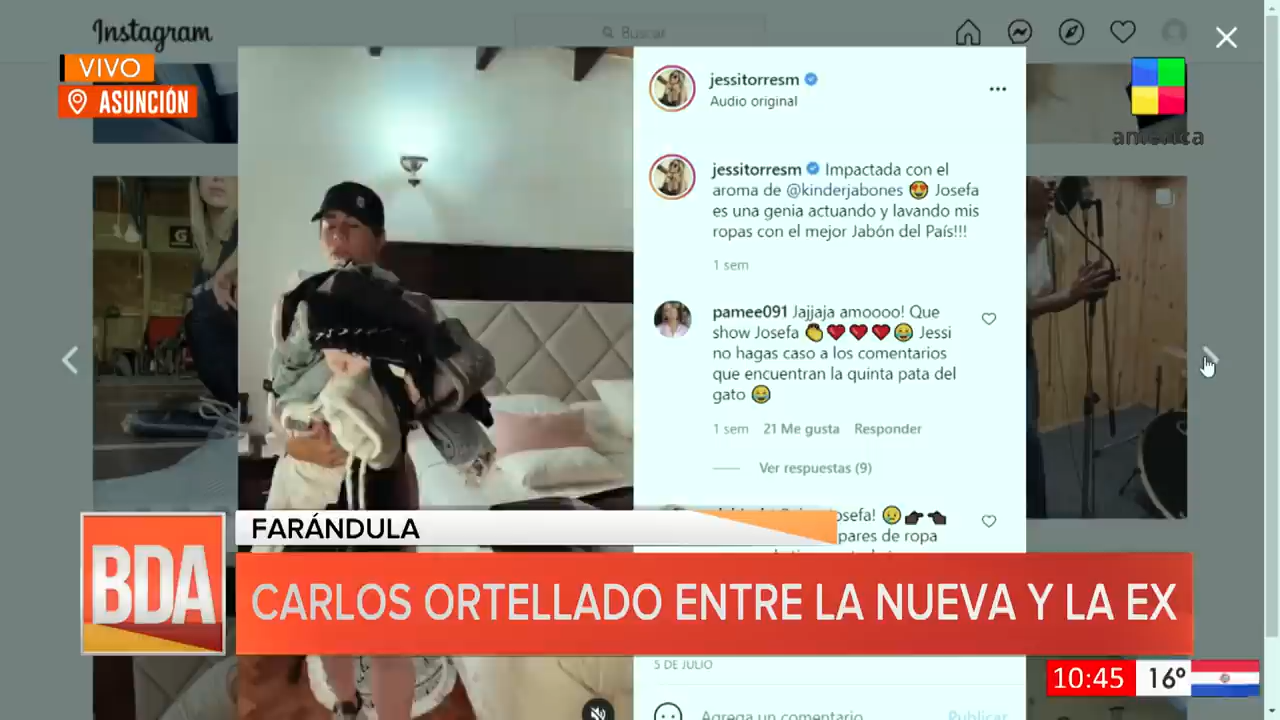 Instagram
Buscar
VIVO
ASUNCIÓN
américa
G
jessitorresm
Audio original
jessitorresm Impactada con el
aroma de @kinderjabones 😍 Josefa
es una genia actuando y lavando mis
ropas con el mejor Jabón del País!!!
1 sem
pamee091 Jajjaja amoooo! Que
show Josefa 👏❤️❤️❤️😂 Jessi
no hagas caso a los comentarios
que encuentran la quinta pata del
gato 😂
1 sem 21 Me gusta Responder
Ver respuestas (9)
osefa! 😢👉🏿👈🏿
pares de ropa
FARÁNDULA
BDA
CARLOS ORTELLADO ENTRE LA NUEVA Y LA EX
5 DE JULIO
10:45 16º
Agrega un comentario...
Publicar